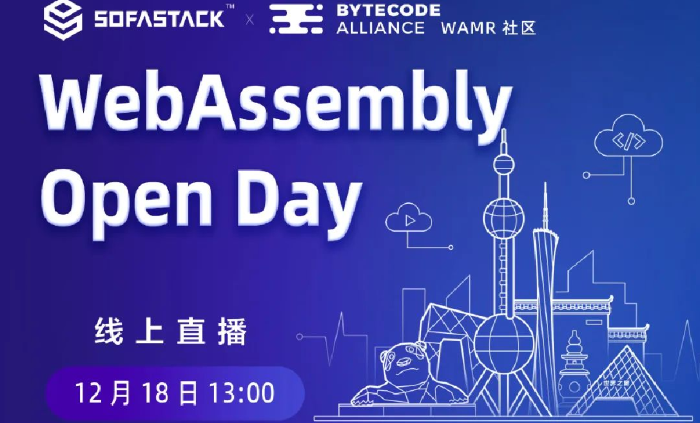 SOFASTACK™ x BYTECODE ALLIANCE WAMR 社区
WebAssembly
Open Day
线上直播
12月18日 13:00